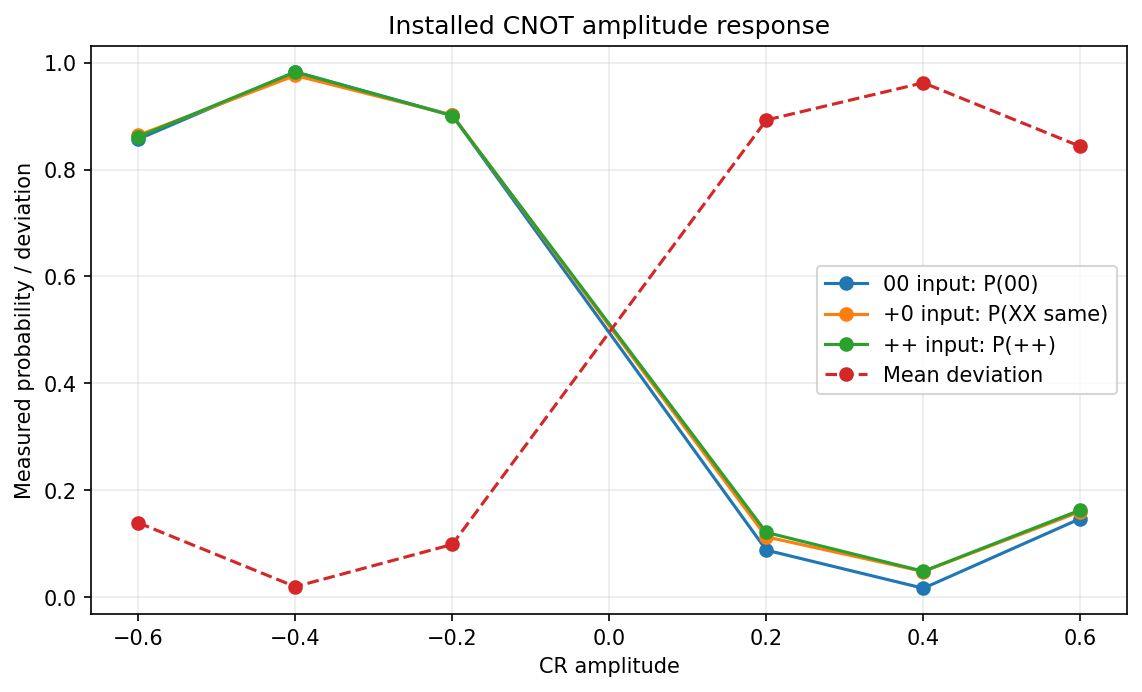 Installed CNOT amplitude response
Measured probability / deviation
1.0
0.8
0.6
0.4
0.2
0.0
00 input: P(00)
+0 input: P(XX same)
++ input: P(++)
Mean deviation
−0.6
−0.4
−0.2
0.0
0.2
0.4
0.6
CR amplitude